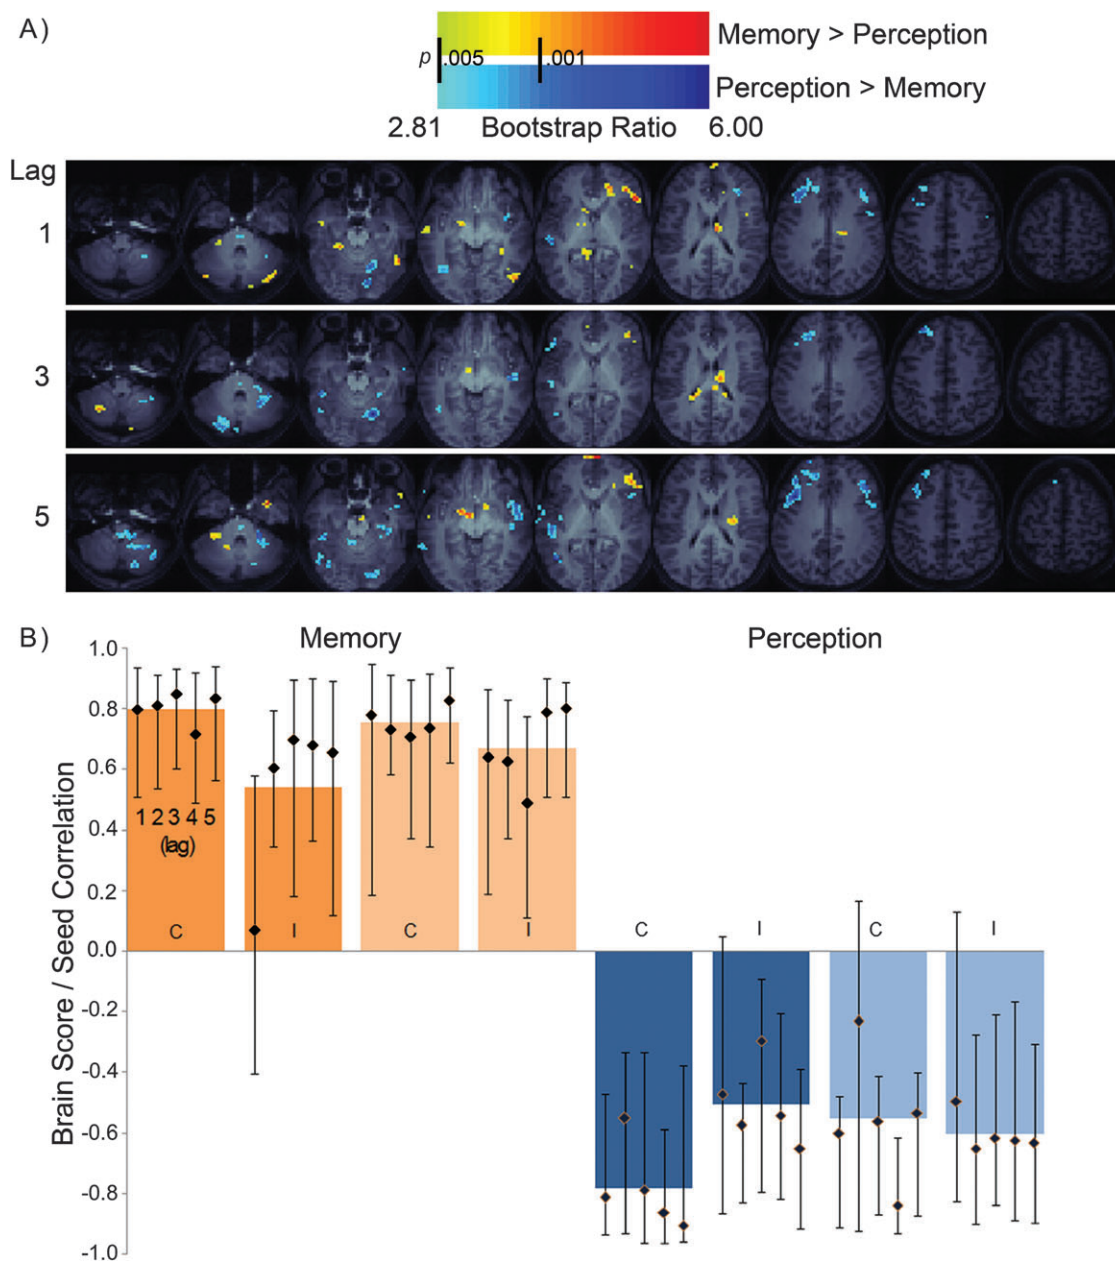 A)
Memory > Perception
p .005 .001
Perception > Memory
2.81 Bootstrap Ratio 6.00
Lag
1
3
5
B)
Memory Perception
Brain Score / Seed Correlation
1.0
0.8
0.6
0.4
0.2
0.0
-0.2
-0.4
-0.6
-0.8
-1.0
1 2 3 4 5
(lag)
C I C I
C I C I